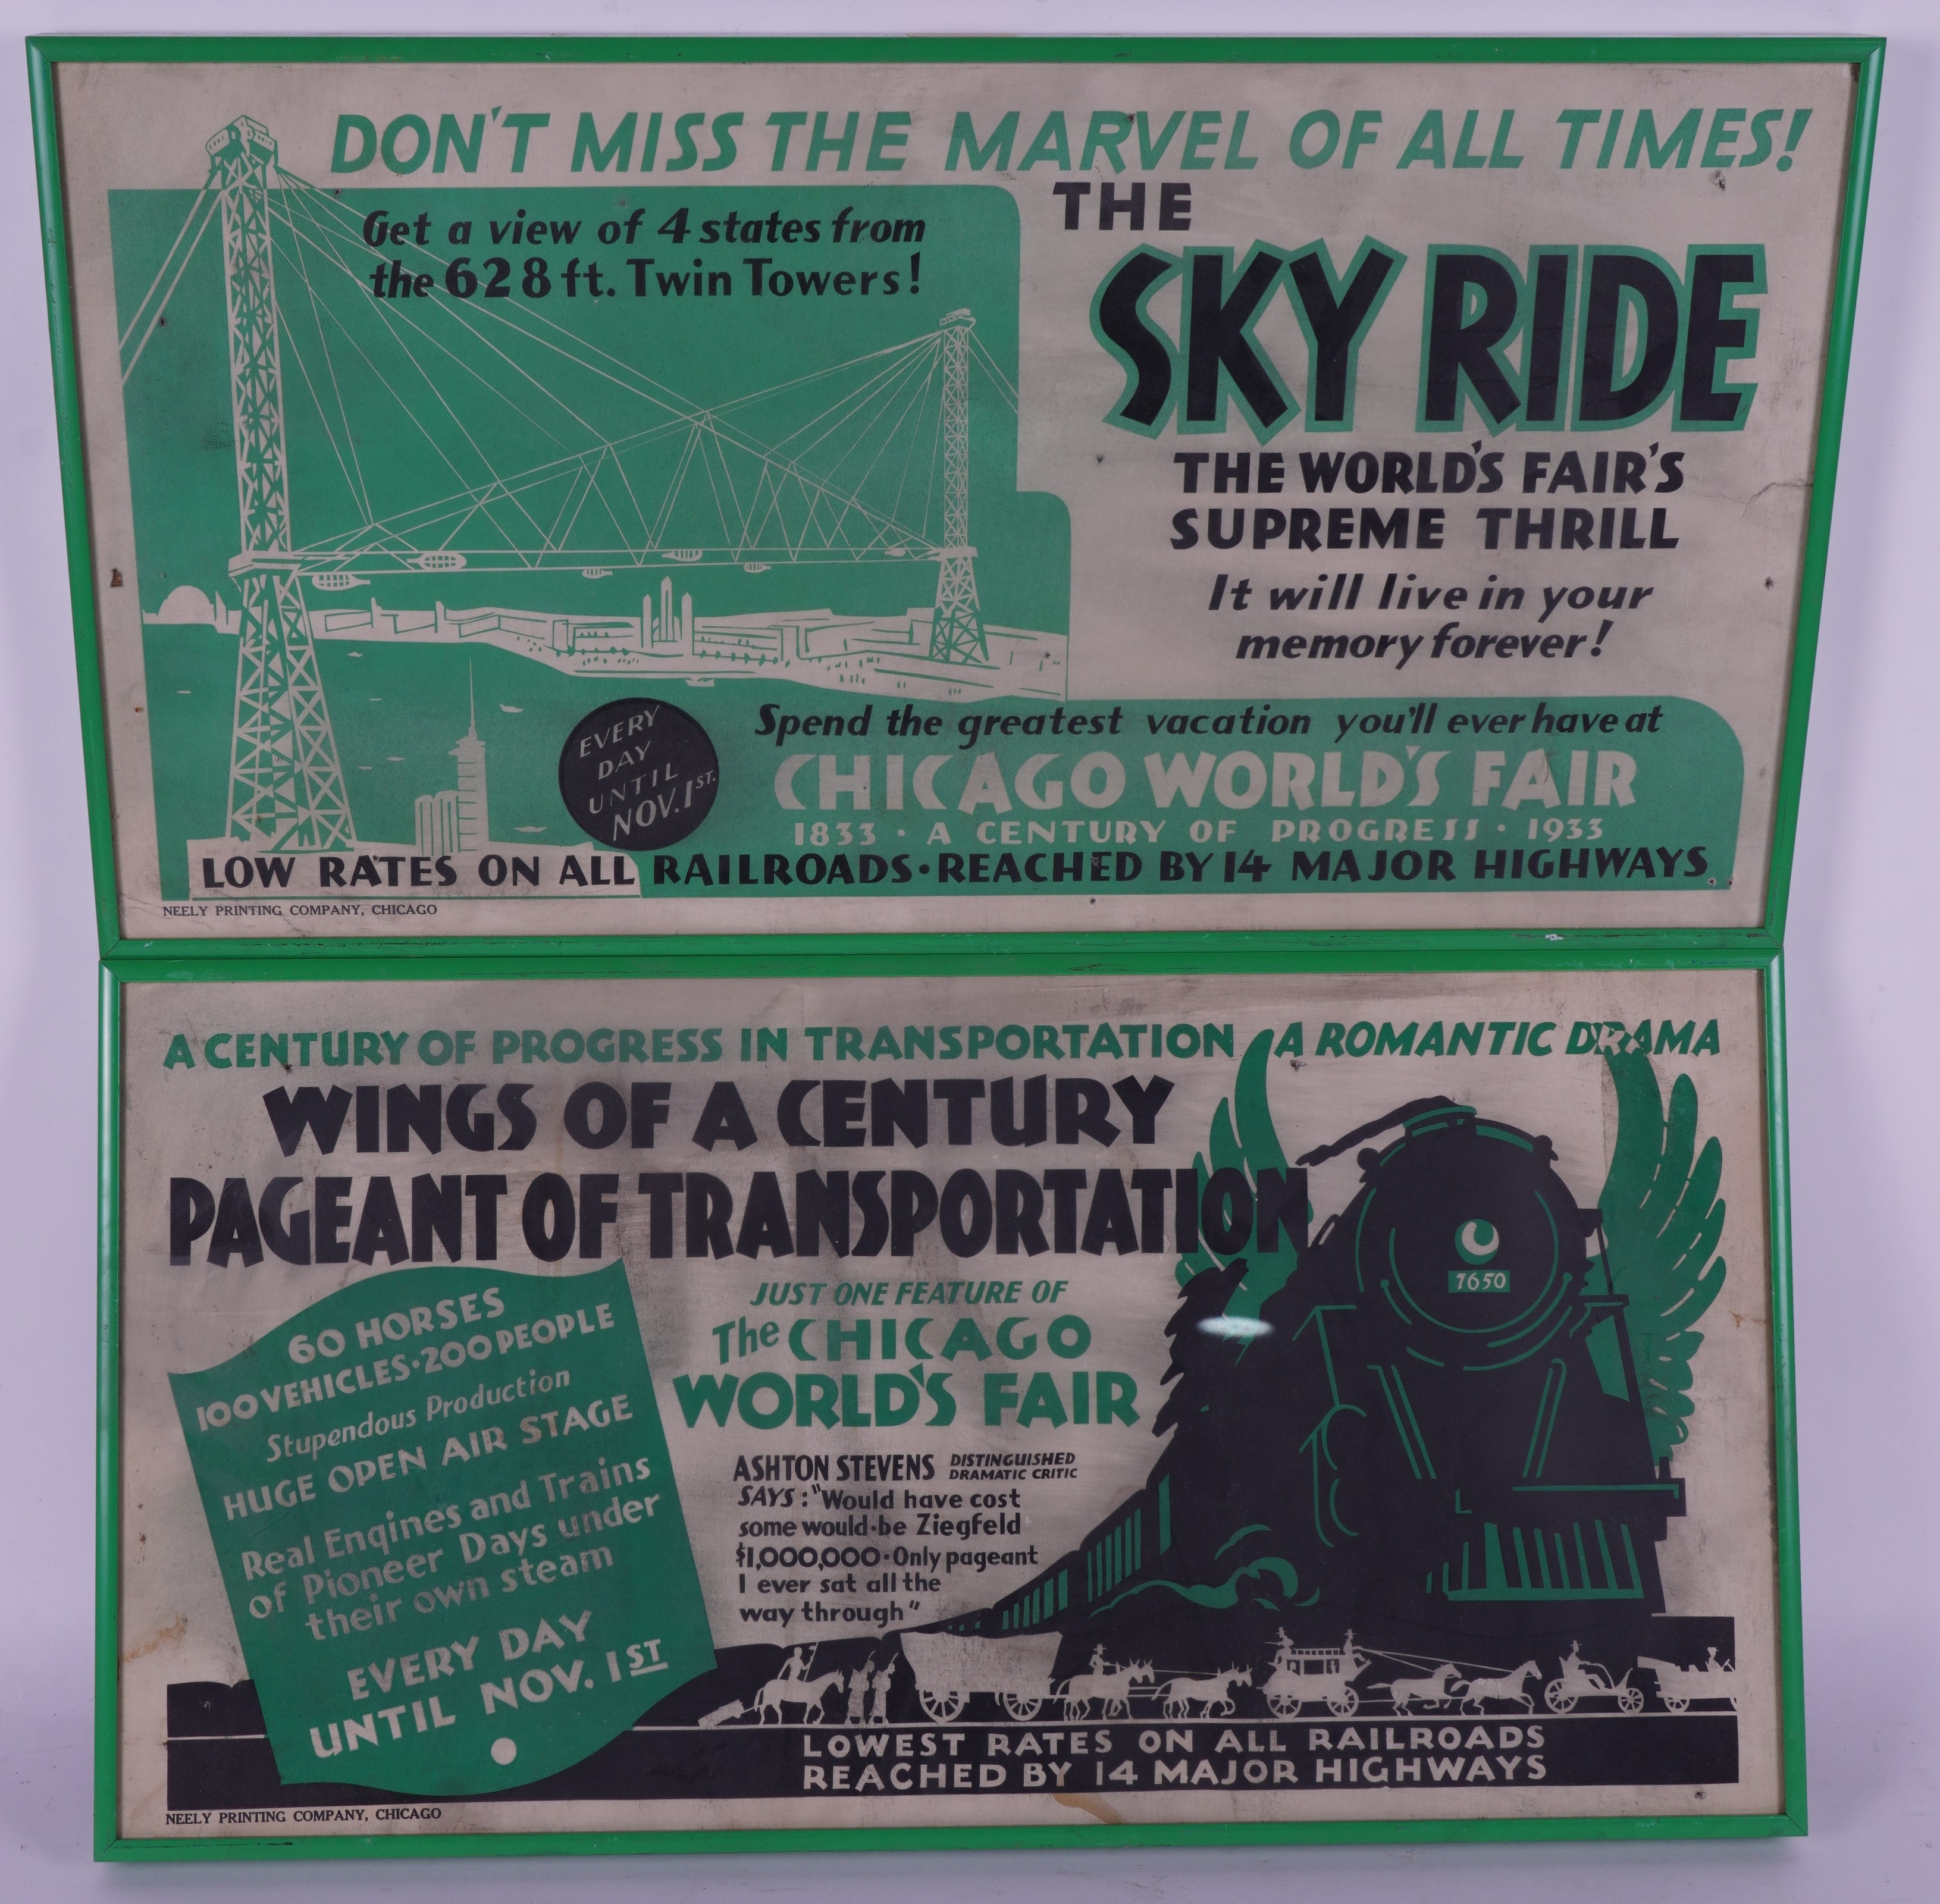 DON'T MISS THE MARVEL OF ALL TIMES!
Get a view of 4 states from
the 628 ft. Twin Towers!
THE
SKY RIDE
THE WORLD'S FAIR'S
SUPREME THRILL
It will live in your
memory forever!
EVERY
DAY
UNTIL
NOV. 1ST.
Spend the greatest vacation you'll ever have at
CHICAGO WORLD'S FAIR
1833 · A CENTURY OF PROGRESS · 1933
LOW RATES ON ALL RAILROADS · REACHED BY 14 MAJOR HIGHWAYS
NEELY PRINTING COMPANY, CHICAGO
A CENTURY OF PROGRESS IN TRANSPORTATION A ROMANTIC DRAMA
WINGS OF A CENTURY
PAGEANT OF TRANSPORTATION
7650
60 HORSES
100 VEHICLES · 200 PEOPLE
Stupendous Production
HUGE OPEN AIR STAGE
Real Engines and Trains
of Pioneer Days under
their own steam
EVERY DAY
UNTIL NOV. 1ST
JUST ONE FEATURE OF
The CHICAGO
WORLD'S FAIR
ASHTON STEVENS DISTINGUISHED
DRAMATIC CRITIC
SAYS: "Would have cost
some would-be Ziegfeld
$1,000,000 · Only pageant
I ever sat all the
way through"
LOWEST RATES ON ALL RAILROADS
REACHED BY 14 MAJOR HIGHWAYS
NEELY PRINTING COMPANY, CHICAGO